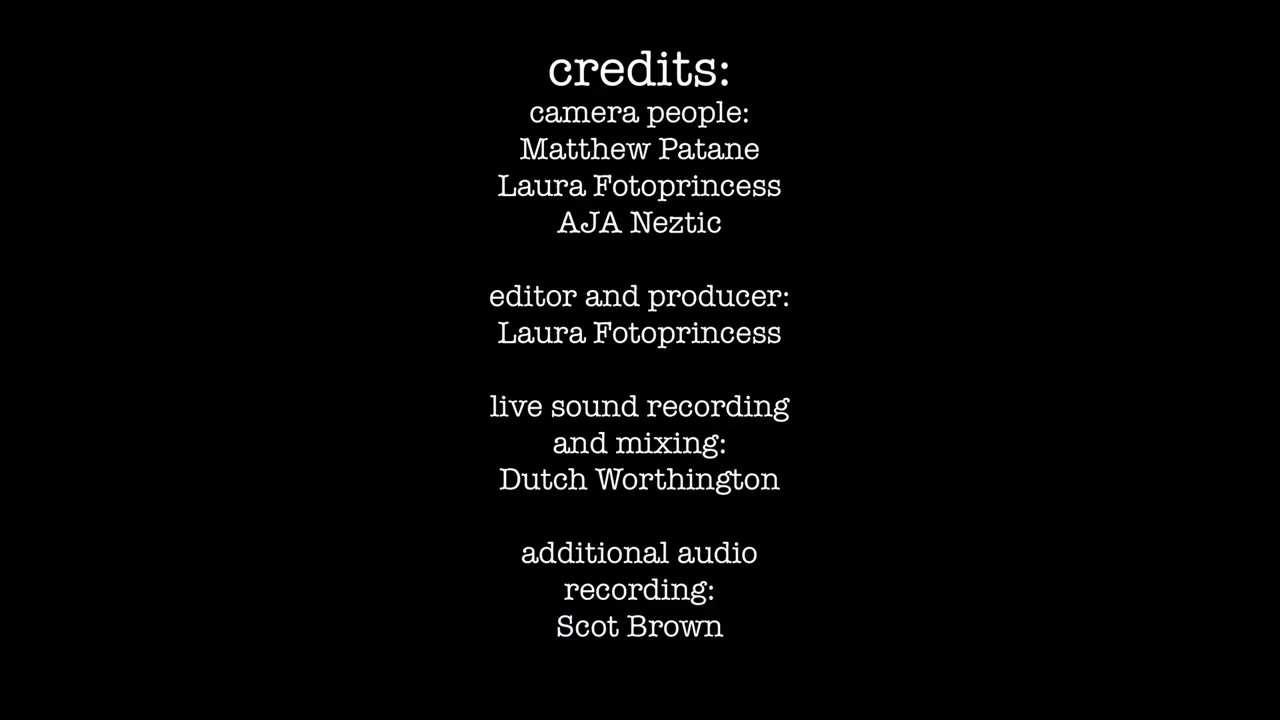 credits:
camera people:
Matthew Patane
Laura Fotoprincess
AJA Neztic
editor and producer:
Laura Fotoprincess
live sound recording
and mixing:
Dutch Worthington
additional audio
recording:
Scot Brown